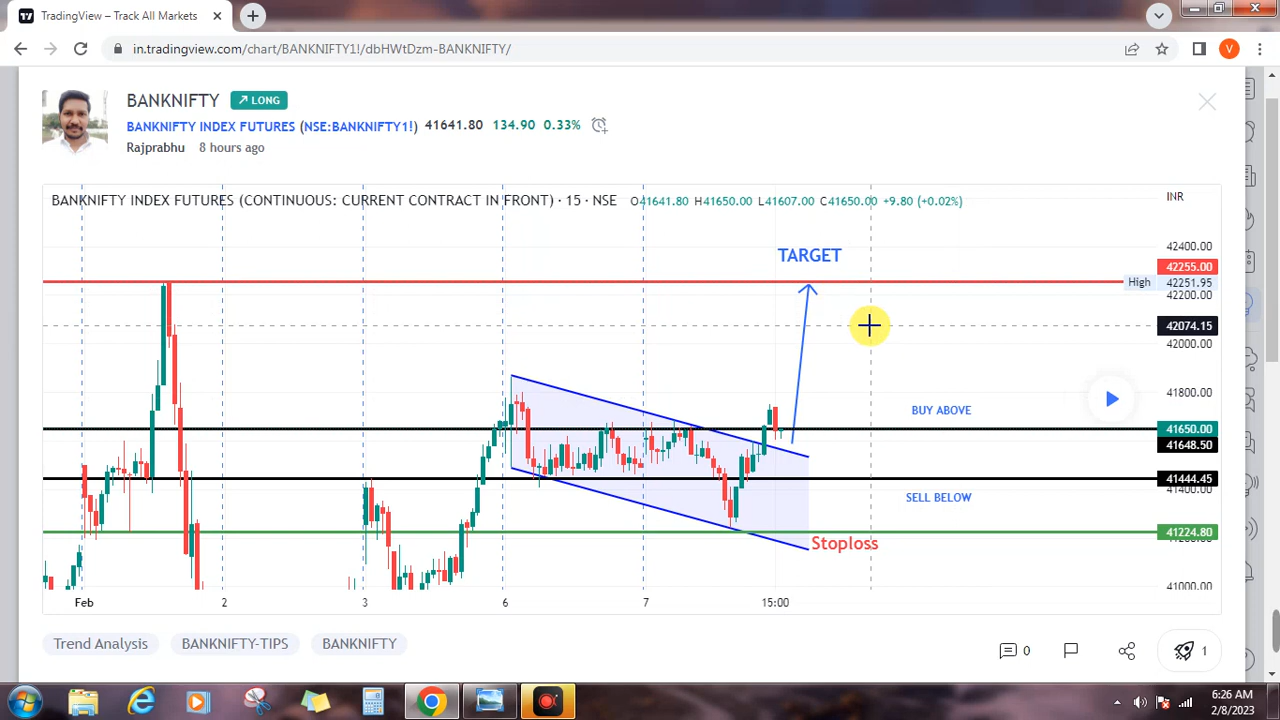 TradingView – Track All Markets
in.tradingview.com/chart/BANKNIFTY1!/dbHWtDzm-BANKNIFTY/
V
BANKNIFTY
LONG
BANKNIFTY INDEX FUTURES (NSE:BANKNIFTY1!) 41641.80 134.90 0.33%
Rajprabhu 8 hours ago
BANKNIFTY INDEX FUTURES (CONTINUOUS: CURRENT CONTRACT IN FRONT) · 15 · NSE O41641.80 H41650.00 L41607.00 C41650.00 +9.80 (+0.02%)
INR
42400.00
TARGET
42255.00
High 42251.95
42200.00
42074.15
42000.00
41800.00
BUY ABOVE
41650.00
41648.50
41444.45
41400.00
SELL BELOW
41224.80
Stoploss
41000.00
Feb 2 3 6 7 15:00
Trend Analysis BANKNIFTY-TIPS BANKNIFTY
0 1
6:26 AM
2/8/2023